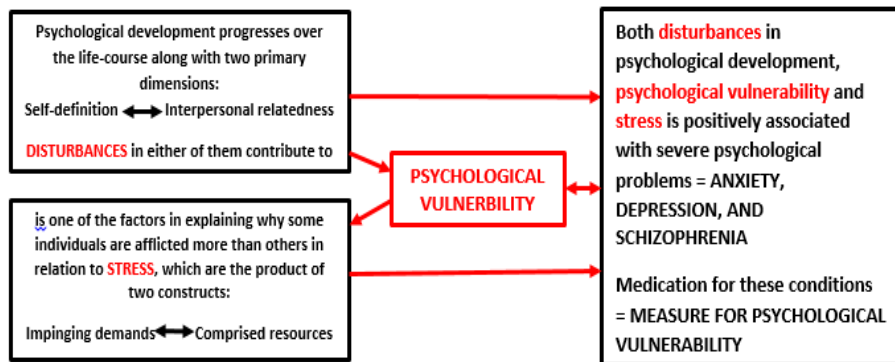 Psychological development progresses over
the life-course along with two primary
dimensions:
Self-definition Interpersonal relatedness
DISTURBANCES in either of them contribute to
PSYCHOLOGICAL
VULNERBILITY
is one of the factors in explaining why some
individuals are afflicted more than others in
relation to STRESS, which are the product of
two constructs:
Impinging demands Comprised resources
Both disturbances in
psychological development,
psychological vulnerability and
stress is positively associated
with severe psychological
problems = ANXIETY,
DEPRESSION, AND
SCHIZOPHRENIA
Medication for these conditions
= MEASURE FOR PSYCHOLOGICAL
VULNERABILITY